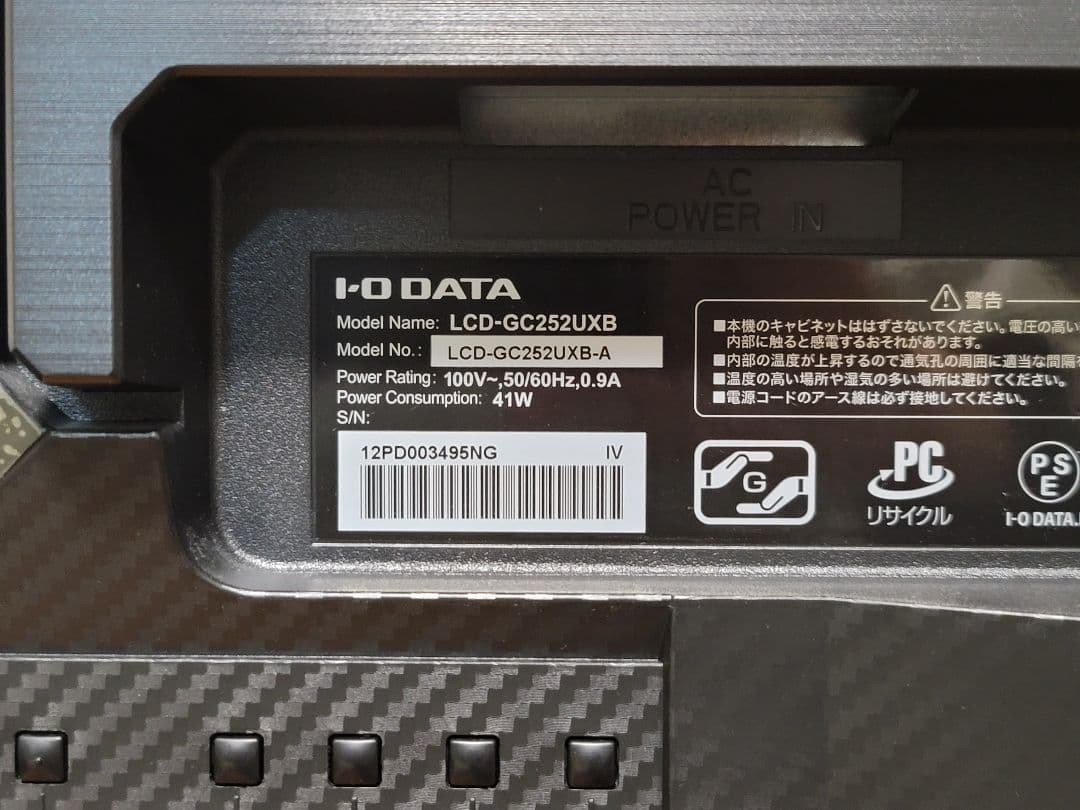 AC
POWER IN
I-O DATA
Model Name: LCD-GC252UXB
Model No.: LCD-GC252UXB-A
Power Rating: 100V~,50/60Hz,0.9A
Power Consumption: 41W
S/N:
12PD003495NG IV
警告
■本機のキャビネットははずさないでください。電圧の高い
内部に触ると感電するおそれがあります。
■内部の温度が上昇するので通気孔の周囲に適当な間隔を
■温度の高い場所や湿気の多い場所は避けてください。
■電源コードのアース線は必ず接地してください。
G
PC
リサイクル
PS
E
I-O DATA